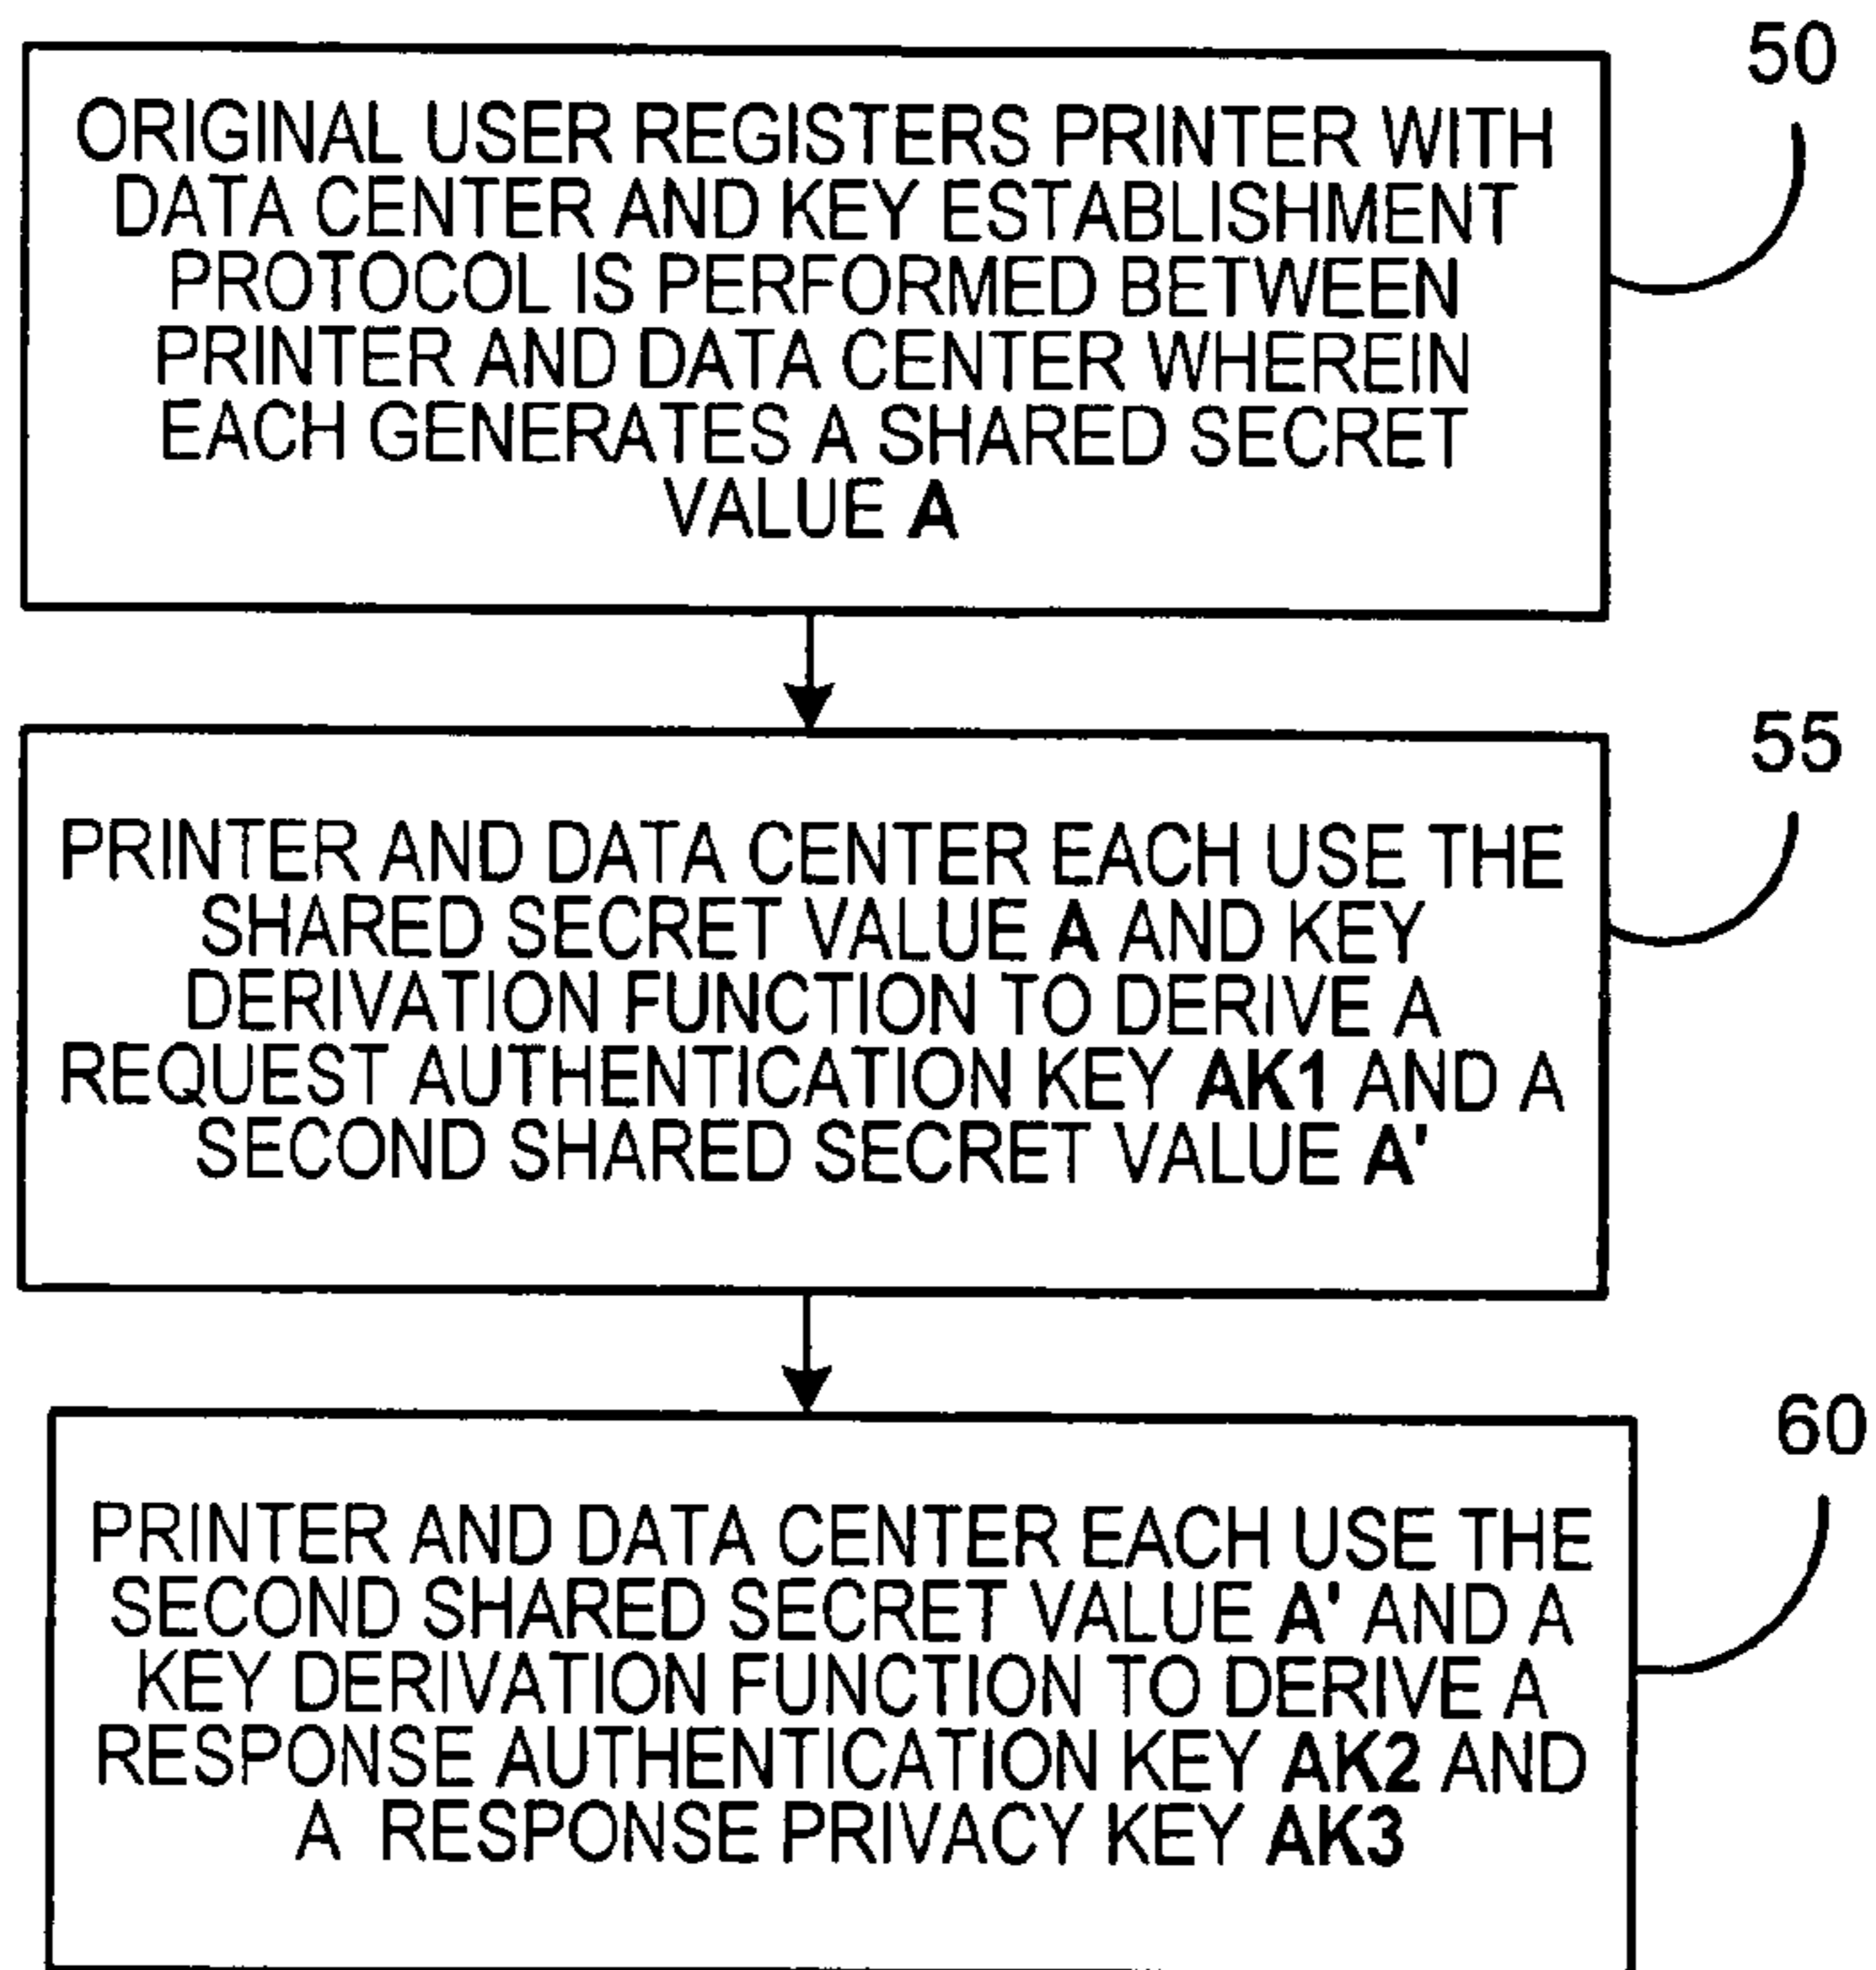 50
ORIGINAL USER REGISTERS PRINTER WITH
DATA CENTER AND KEY ESTABLISHMENT
PROTOCOL IS PERFORMED BETWEEN
PRINTER AND DATA CENTER WHEREIN
EACH GENERATES A SHARED SECRET
VALUE A
55
PRINTER AND DATA CENTER EACH USE THE
SHARED SECRET VALUE A AND KEY
DERIVATION FUNCTION TO DERIVE A
REQUEST AUTHENTICATION KEY AK1 AND A
SECOND SHARED SECRET VALUE A'
60
PRINTER AND DATA CENTER EACH USE THE
SECOND SHARED SECRET VALUE A' AND A
KEY DERIVATION FUNCTION TO DERIVE A
RESPONSE AUTHENTICATION KEY AK2 AND
A RESPONSE PRIVACY KEY AK3